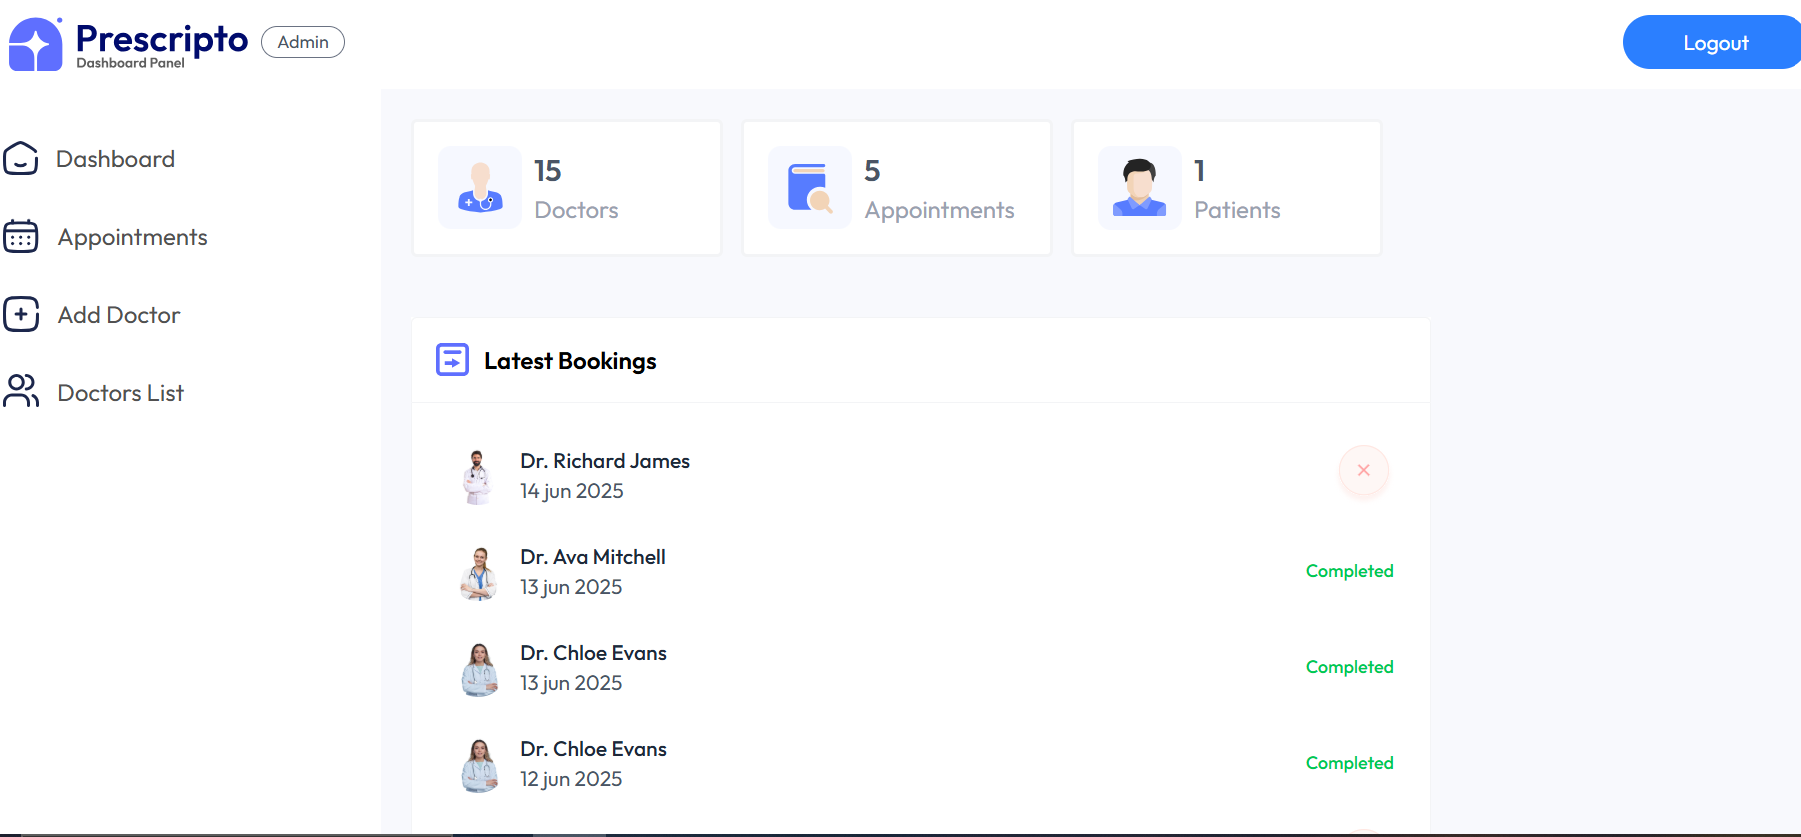 Prescripto
Dashboard Panel
Admin
Logout
Dashboard
Appointments
Add Doctor
Doctors List
15
Doctors
5
Appointments
1
Patients
Latest Bookings
Dr. Richard James
14 jun 2025
Dr. Ava Mitchell
13 jun 2025
Completed
Dr. Chloe Evans
13 jun 2025
Completed
Dr. Chloe Evans
12 jun 2025
Completed